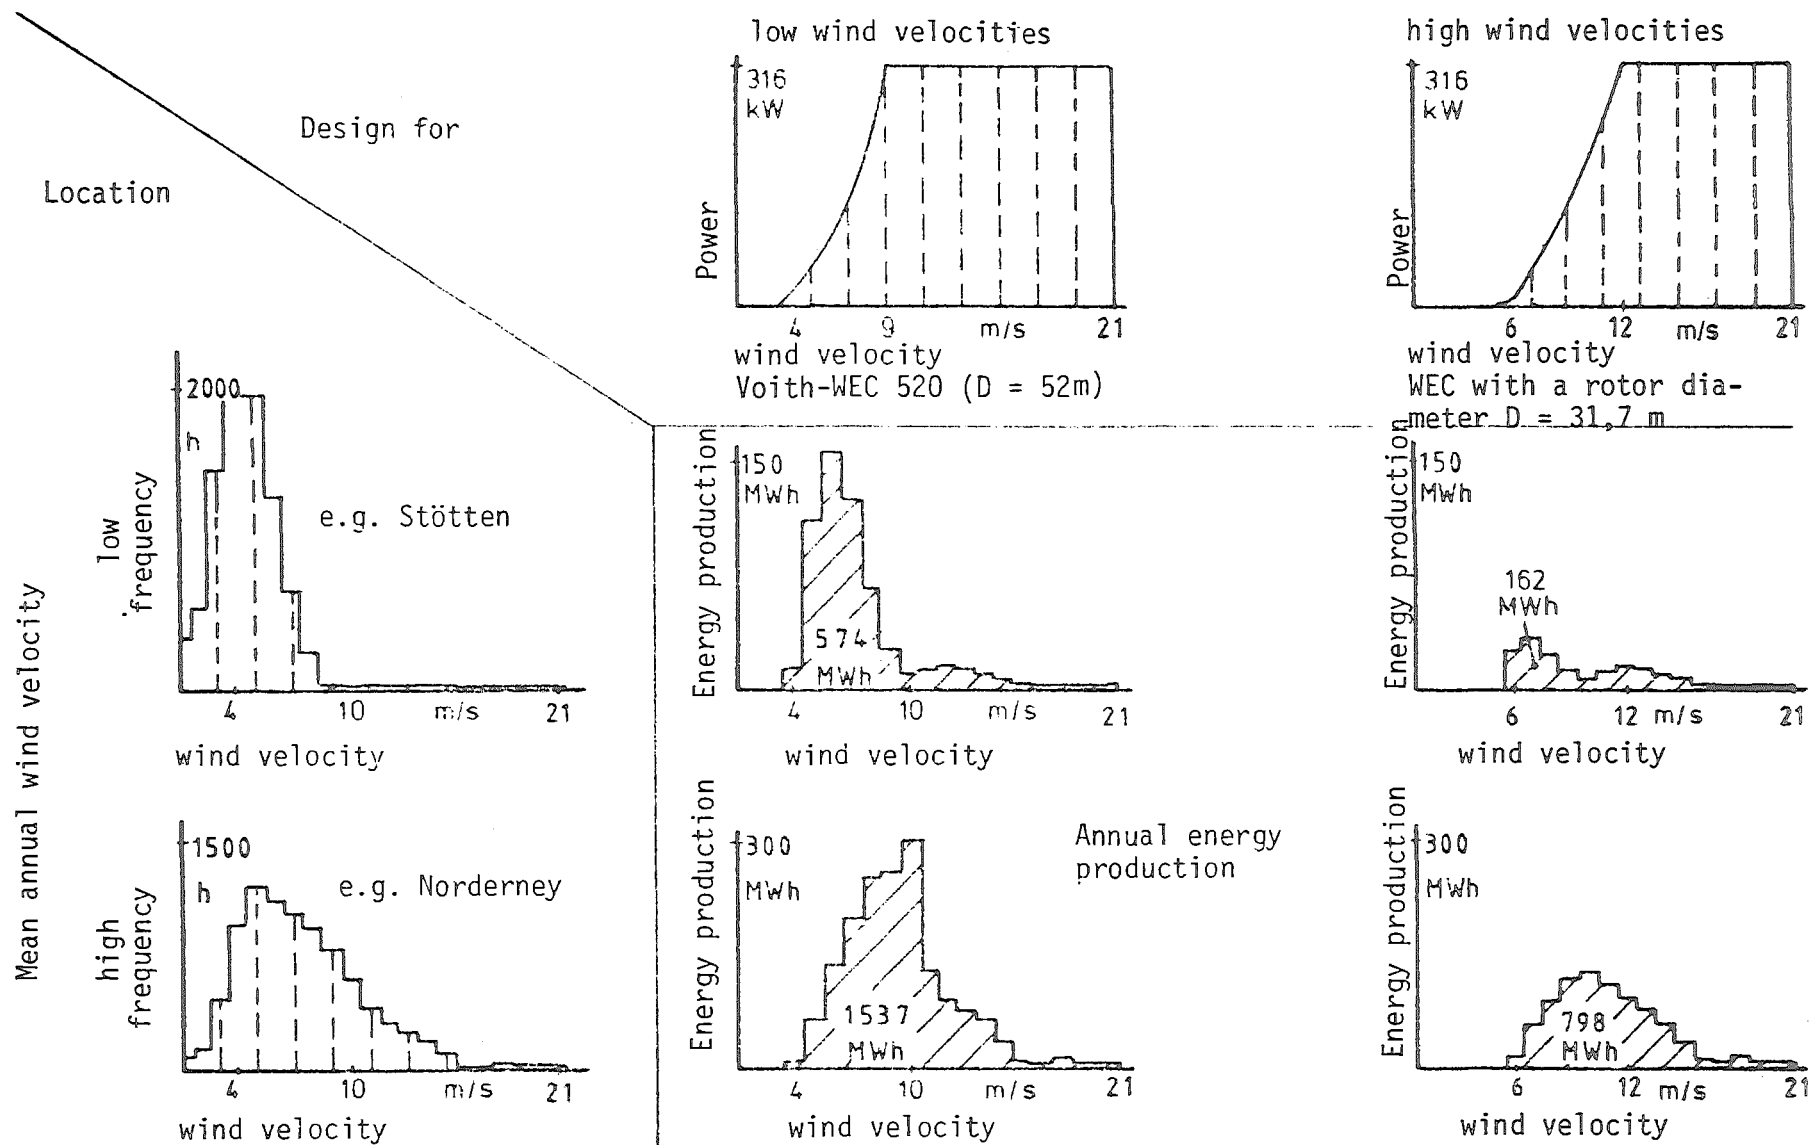 low wind velocities
high wind velocities
Design for
Location
316
kW
Power
4 9 m/s 21
wind velocity
Voith-WEC 520 (D = 52m)
316
kW
Power
6 12 m/s 21
wind velocity
WEC with a rotor dia-
meter D = 31,7 m
Mean annual wind velocity
low
frequency
2000
h
e.g. Stötten
4 10 m/s 21
wind velocity
Energy production
150
MWh
574
MWh
4 10 m/s 21
wind velocity
Energy production
150
MWh
162
MWh
6 12 m/s 21
wind velocity
high
frequency
1500
h
e.g. Norderney
4 10 m/s 21
wind velocity
Energy production
300
MWh
1537
MWh
4 10 m/s 21
wind velocity
Annual energy
production
Energy production
300
MWh
798
MWh
6 12 m/s 21
wind velocity